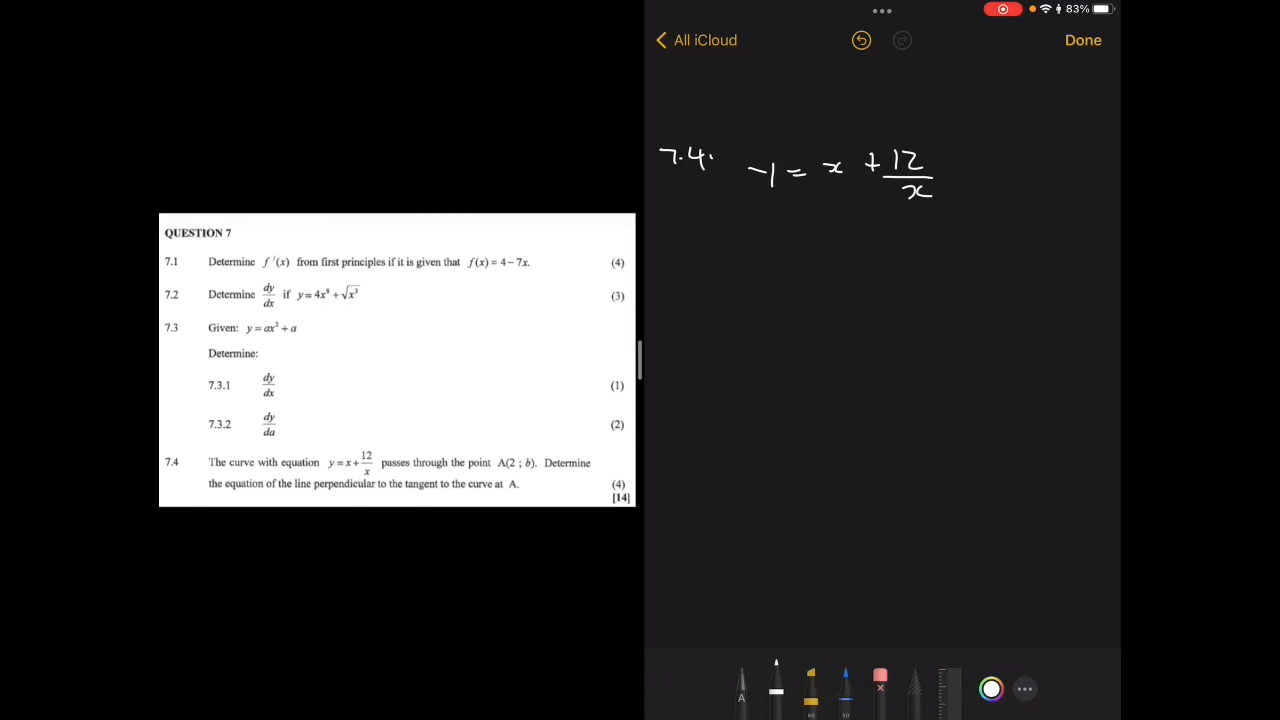 83%
All iCloud
Done
QUESTION 7
7.1 Determine f ′(x) from first principles if it is given that f(x) = 4 – 7x. (4)
7.2 Determine dy/dx if y = 4x⁸ + √x³ (3)
7.3 Given: y = ax² + a
Determine:
7.3.1 dy/dx (1)
7.3.2 dy/da (2)
7.4 The curve with equation y = x + 12/x passes through the point A(2 ; b). Determine
the equation of the line perpendicular to the tangent to the curve at A. (4)
[14]
7.4. -1 = x + 12/x
A
80
50